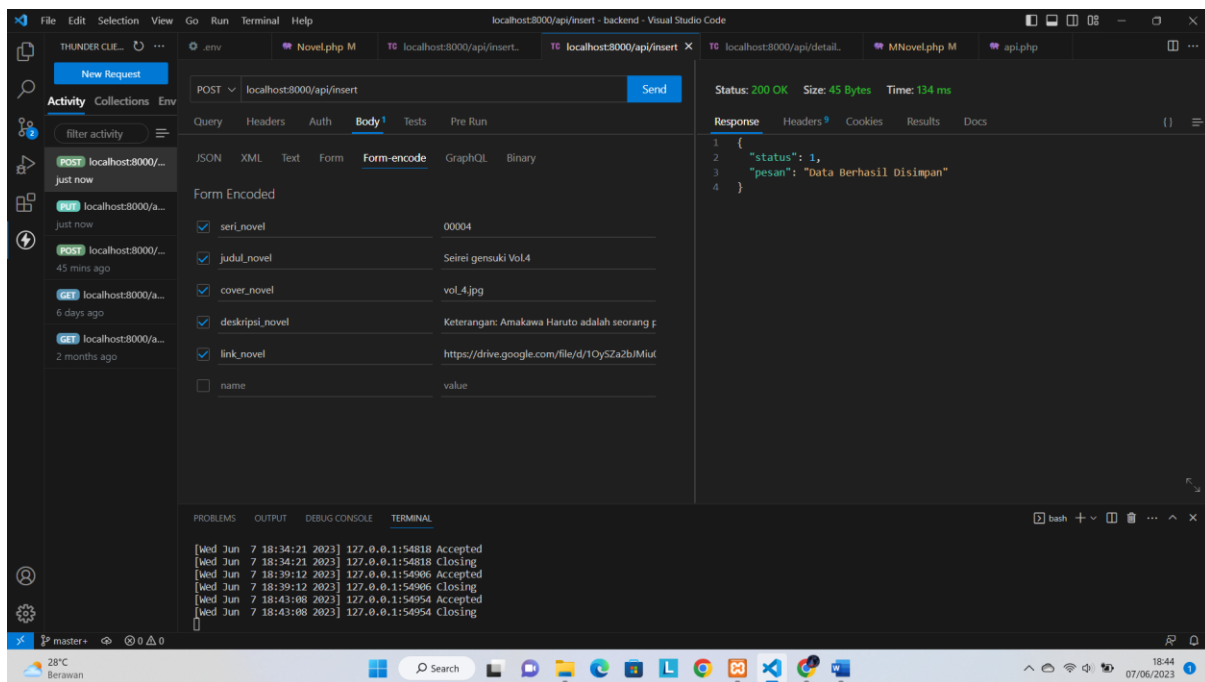 File Edit Selection View Go Run Terminal Help localhost:8000/api/insert - backend - Visual Studio Code
THUNDER CLIE... .env Novel.php M TC localhost:8000/api/insert.. TC localhost:8000/api/insert TC localhost:8000/api/detail.. MNovel.php M api.php
New Request
Activity Collections Env
filter activity
POST localhost:8000/...
just now
PUT localhost:8000/a...
just now
POST localhost:8000/...
45 mins ago
GET localhost:8000/a...
6 days ago
GET localhost:8000/a...
2 months ago
POST localhost:8000/api/insert Send
Query Headers Auth Body 1 Tests Pre Run
JSON XML Text Form Form-encode GraphQL Binary
Form Encoded
seri_novel 00004
judul_novel Seirei gensuki Vol.4
cover_novel vol_4.jpg
deskripsi_novel Keterangan: Amakawa Haruto adalah seorang p
link_novel https://drive.google.com/file/d/1OySZa2bJMiu
name value
Status: 200 OK Size: 45 Bytes Time: 134 ms
Response Headers 9 Cookies Results Docs {}
1 {
2 "status": 1,
3 "pesan": "Data Berhasil Disimpan"
4 }
PROBLEMS OUTPUT DEBUG CONSOLE TERMINAL bash
[Wed Jun 7 18:34:21 2023] 127.0.0.1:54818 Accepted
[Wed Jun 7 18:34:21 2023] 127.0.0.1:54818 Closing
[Wed Jun 7 18:39:12 2023] 127.0.0.1:54906 Accepted
[Wed Jun 7 18:39:12 2023] 127.0.0.1:54906 Closing
[Wed Jun 7 18:43:08 2023] 127.0.0.1:54954 Accepted
[Wed Jun 7 18:43:08 2023] 127.0.0.1:54954 Closing
master+ 0 0
28°C
Berawan
Search
18:44
07/06/2023 1